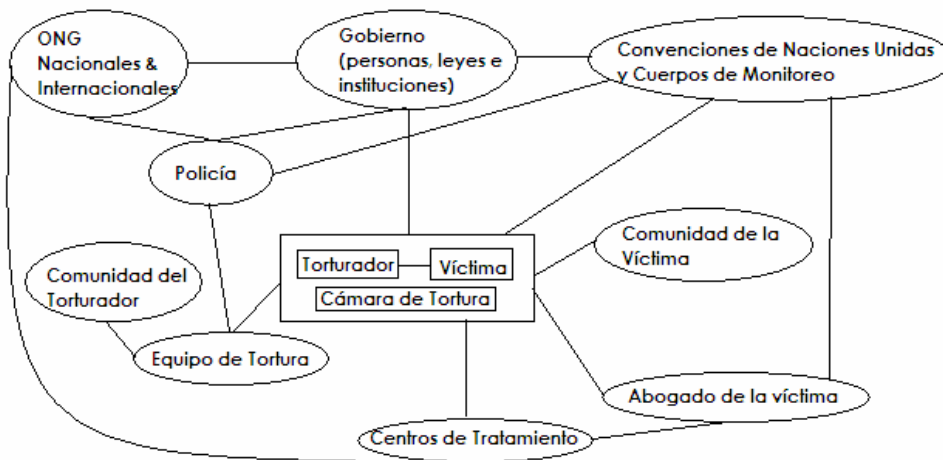 ONG
Nacionales &
Internacionales
Gobierno
(personas, leyes e
instituciones)
Convenciones de Naciones Unidas
y Cuerpos de Monitoreo
Policía
Comunidad de la
Víctima
Torturador
Víctima
Cámara de Tortura
Comunidad del
Torturador
Equipo de Tortura
Abogado de la víctima
Centros de Tratamiento